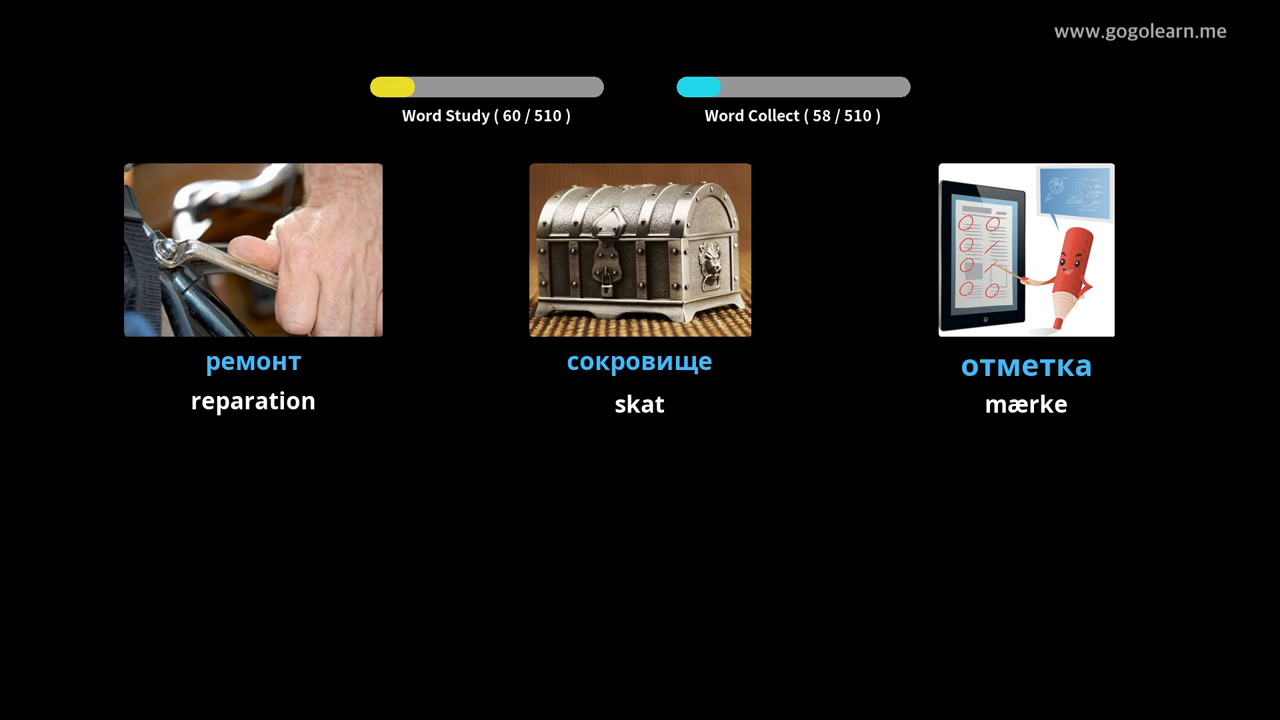 www.gogolearn.me
Word Study ( 60 / 510 )
Word Collect ( 58 / 510 )
ремонт
reparation
сокровище
skat
отметка
mærke